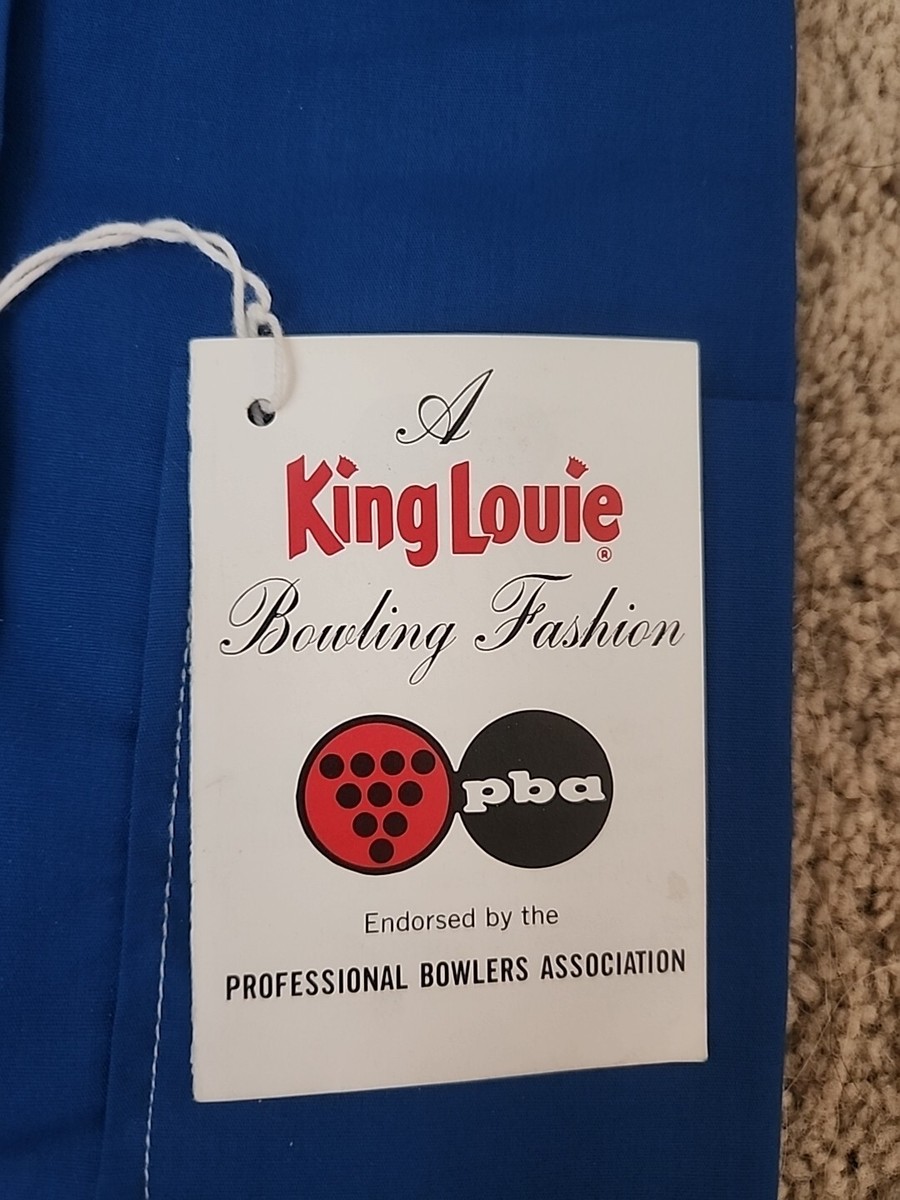 A
King Louie®
Bowling Fashion
pba
Endorsed by the
PROFESSIONAL BOWLERS ASSOCIATION